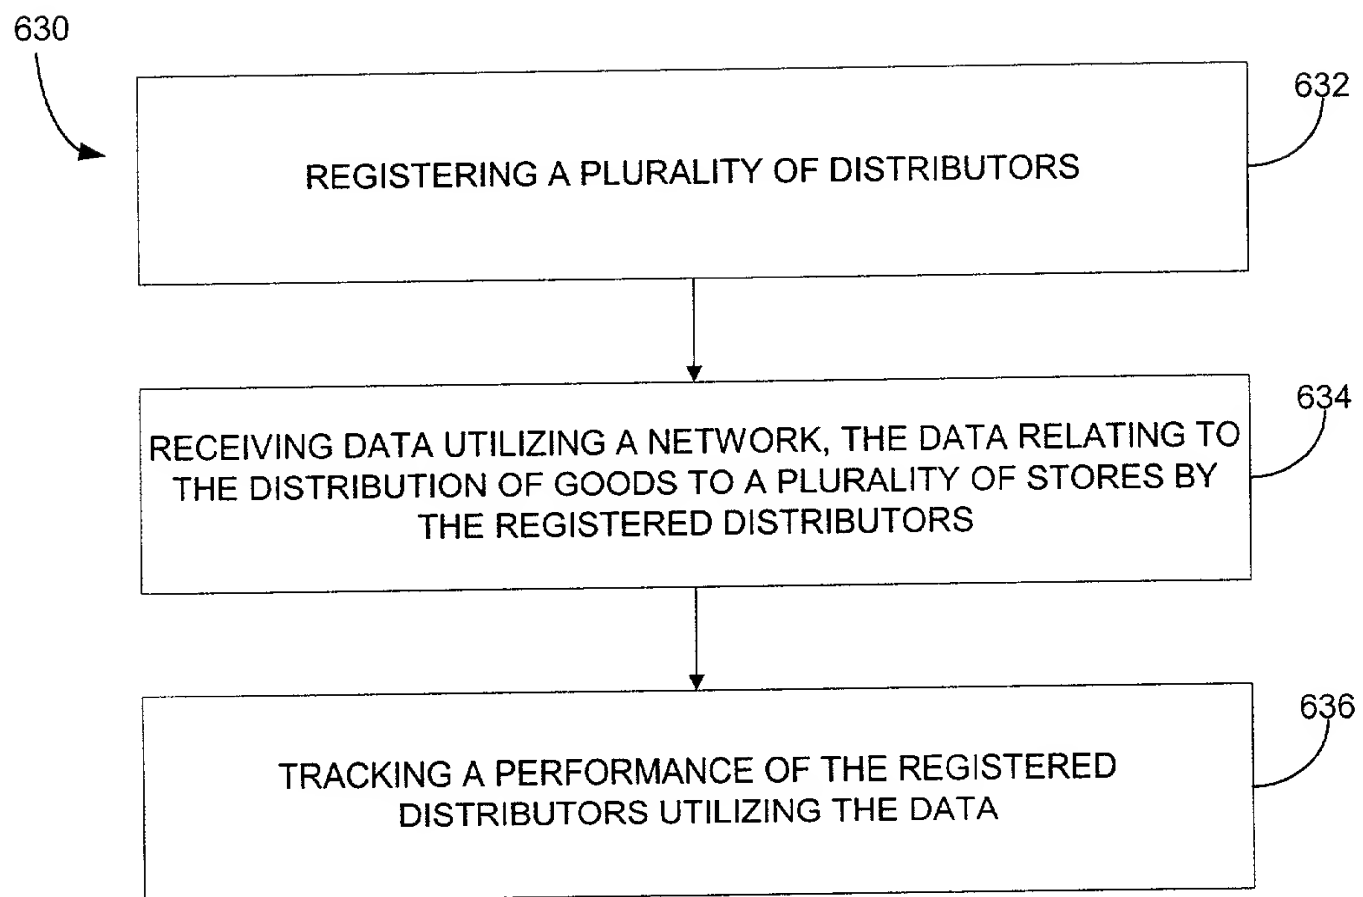 630
632
REGISTERING A PLURALITY OF DISTRIBUTORS
634
RECEIVING DATA UTILIZING A NETWORK, THE DATA RELATING TO
THE DISTRIBUTION OF GOODS TO A PLURALITY OF STORES BY
THE REGISTERED DISTRIBUTORS
636
TRACKING A PERFORMANCE OF THE REGISTERED
DISTRIBUTORS UTILIZING THE DATA